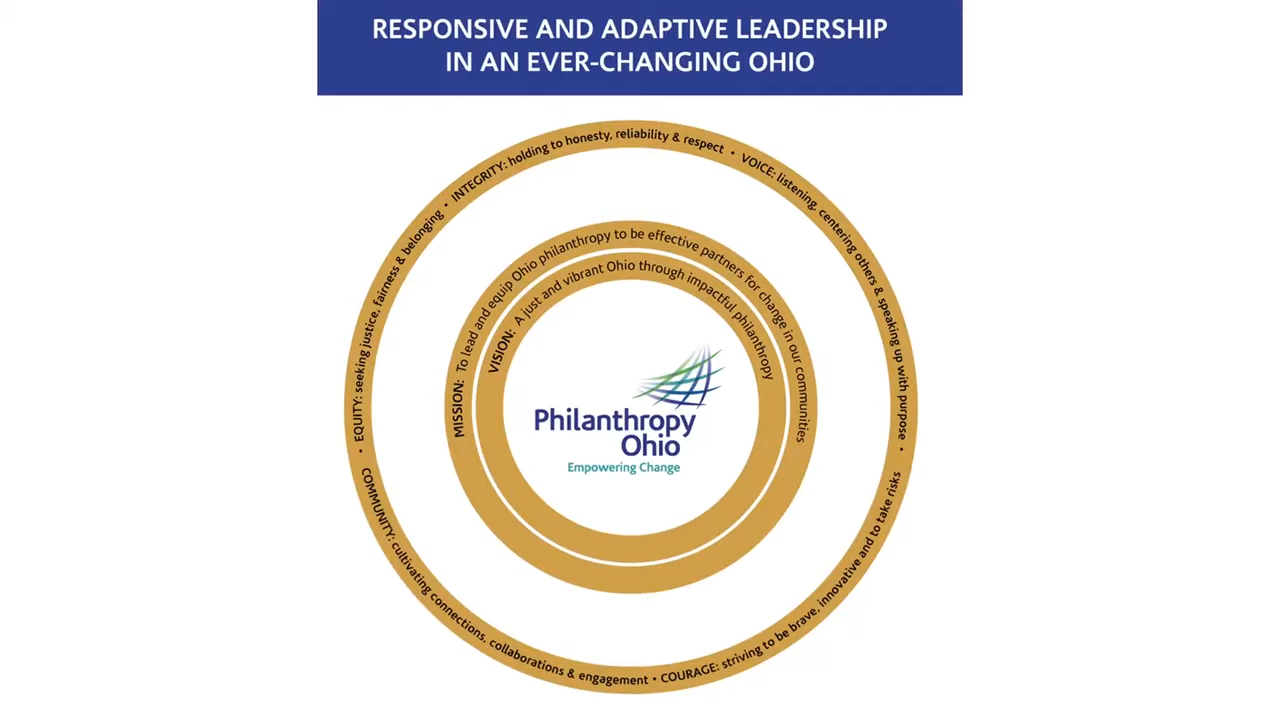 RESPONSIVE AND ADAPTIVE LEADERSHIP
IN AN EVER-CHANGING OHIO
INTEGRITY: holding to honesty, reliability & respect •
VOICE: listening, centering others & speaking up with purpose •
COURAGE: striving to be brave, innovative and to take risks
COMMUNITY: cultivating connections, collaborations & engagement •
• EQUITY: seeking justice, fairness & belonging •
MISSION: To lead and equip Ohio philanthropy to be effective partners for change in our communities
VISION: A just and vibrant Ohio through impactful philanthropy
Philanthropy
Ohio
Empowering Change